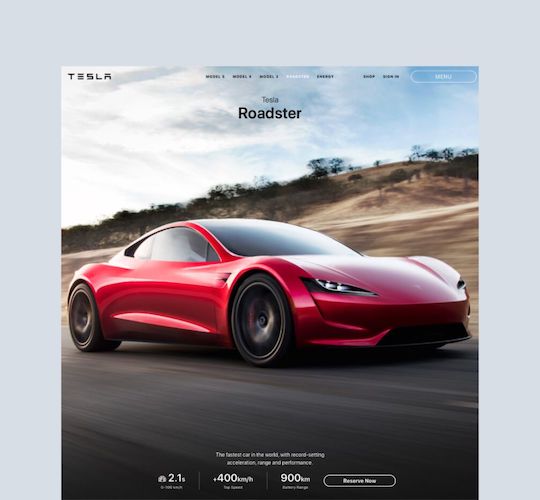 TESLA
MODEL S MODEL X MODEL 3 ROADSTER ENERGY SHOP SIGN IN MENU
Tesla
Roadster
The fastest car in the world, with record-setting
acceleration, range and performance.
2.1s +400km/h 900km Reserve Now
0-100 km/h Top Speed Battery Range